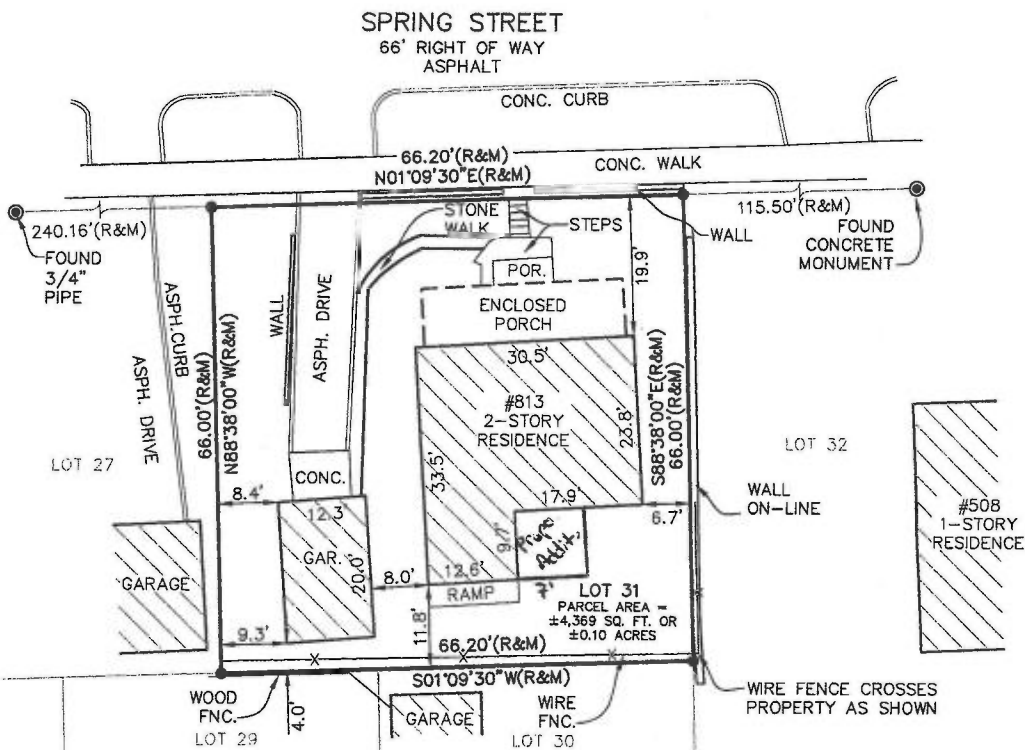 SPRING STREET
66' RIGHT OF WAY
ASPHALT
CONC. CURB
66.20'(R&M)
N01°09'30"E(R&M)
CONC. WALK
240.16'(R&M)
FOUND
3/4"
PIPE
STONE
WALK
STEPS
WALL
115.50'(R&M)
FOUND
CONCRETE
MONUMENT
POR.
19.9'
ENCLOSED
PORCH
ASPH.CURB
ASPH. DRIVE
WALL
ASPH. DRIVE
66.00'(R&M)
N88°38'00"W(R&M)
30.5'
#813
2-STORY
RESIDENCE
23.8'
S88°38'00"E(R&M)
66.00'(R&M)
LOT 27
LOT 32
CONC.
33.5'
8.4'
12.3
17.9'
6.7'
WALL
ON-LINE
#508
1-STORY
RESIDENCE
GARAGE
GAR.
20.0'
8.0'
12.6'
9.7'
Propo
Addit.
7'
RAMP
LOT 31
PARCEL AREA =
±4,369 SQ. FT. OR
±0.10 ACRES
9.3'
11.8'
66.20'(R&M)
S01°09'30"W(R&M)
WOOD
FNC.
4.0'
GARAGE
WIRE
FNC.
WIRE FENCE CROSSES
PROPERTY AS SHOWN
LOT 29
LOT 30